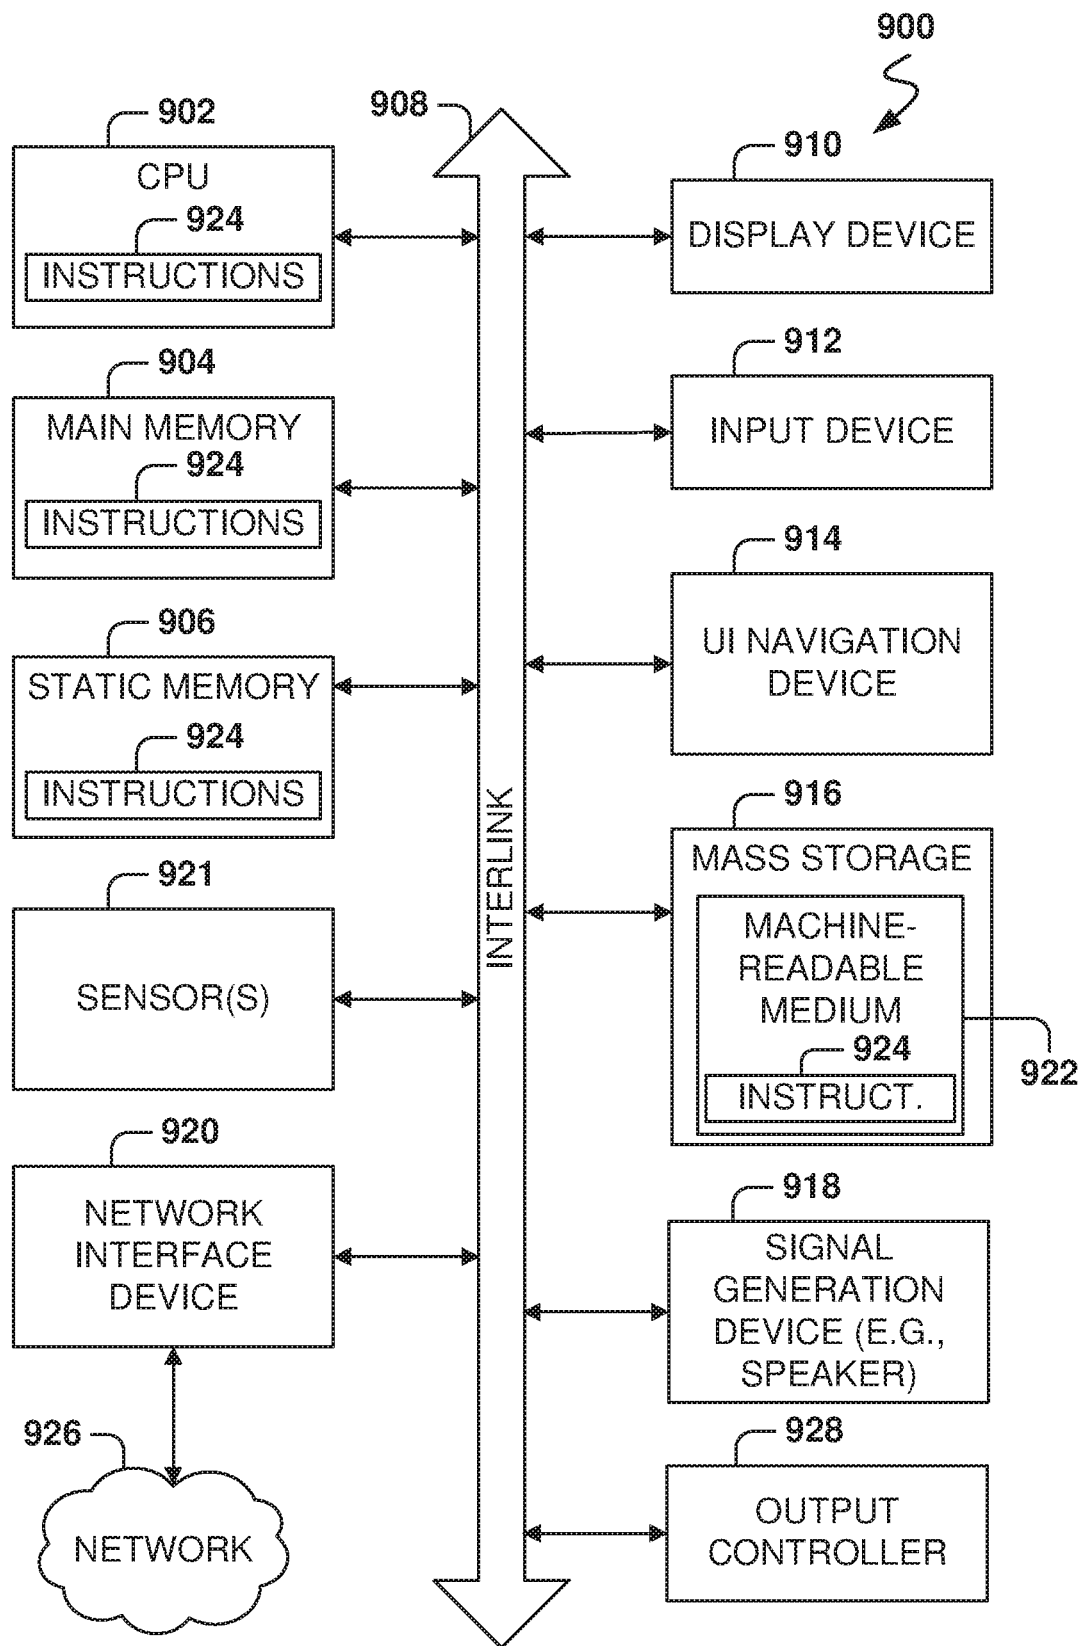 900
908
902
CPU
924
INSTRUCTIONS
904
MAIN MEMORY
924
INSTRUCTIONS
906
STATIC MEMORY
924
INSTRUCTIONS
921
SENSOR(S)
920
NETWORK
INTERFACE
DEVICE
926
NETWORK
INTERLINK
910
DISPLAY DEVICE
912
INPUT DEVICE
914
UI NAVIGATION
DEVICE
916
MASS STORAGE
MACHINE-
READABLE
MEDIUM
924
INSTRUCT.
922
918
SIGNAL
GENERATION
DEVICE (E.G.,
SPEAKER)
928
OUTPUT
CONTROLLER